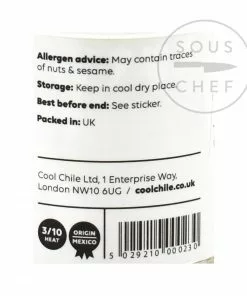 SOUS
CHEF
Allergen advice: May contain traces
of nuts & sesame.
Storage: Keep in cool dry place.
Best before end: See sticker.
Packed in: UK
Cool Chile Ltd, 1 Enterprise Way,
London NW10 6UG / coolchile.co.uk
3/10
HEAT
ORIGIN
MEXICO
5 029210 000230